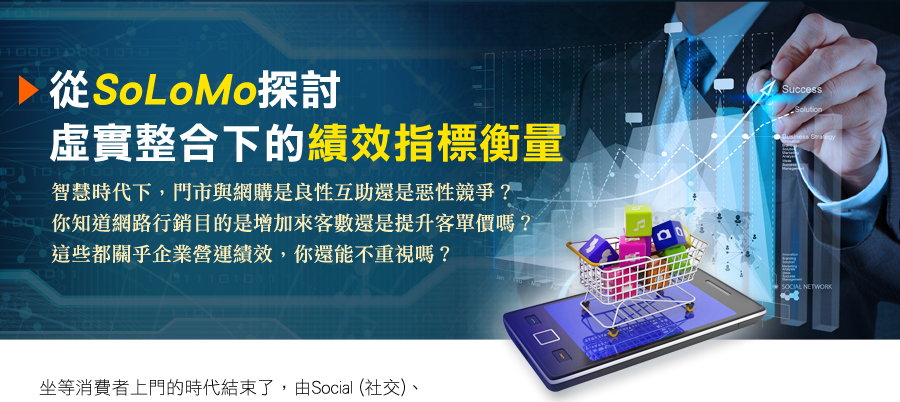 從SoLoMo探討
虛實整合下的績效指標衡量
智慧時代下，門市與網購是良性互助還是惡性競爭？
你知道網路行銷目的是增加來客數還是提升客單價嗎？
這些都關乎企業營運績效，你還能不重視嗎？
Success
Solution
Business Strategy
SOCIAL NETWORK
坐等消費者上門的時代結束了，由Social (社交)、